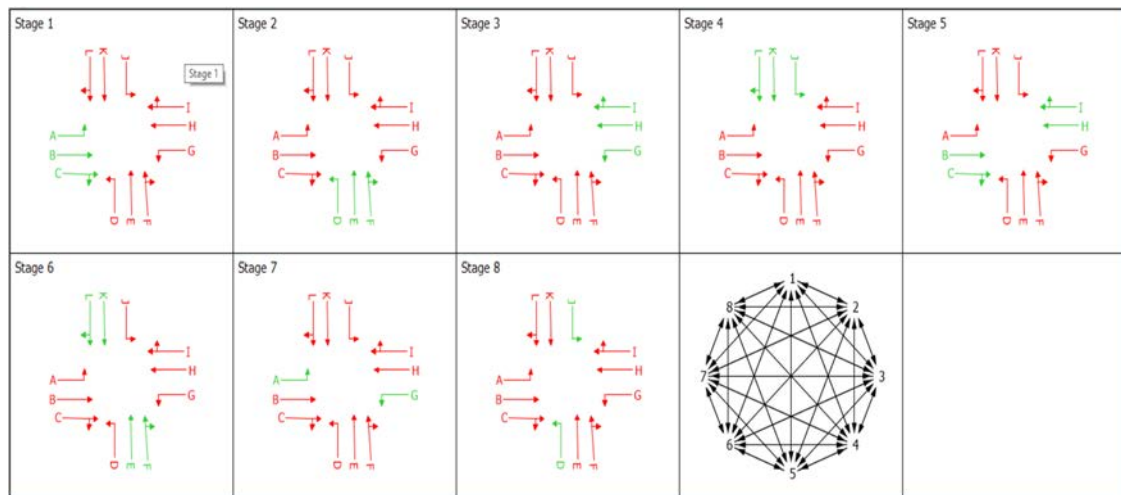 Stage 1
L K J
Stage 1
I
A
H
B
G
C
D E F
Stage 2
L K J
I
A
H
B
G
C
D E F
Stage 3
L K J
I
A
H
B
G
C
D E F
Stage 4
L K J
I
A
H
B
G
C
D E F
Stage 5
L K J
I
A
H
B
G
C
D E F
Stage 6
L K J
I
A
H
B
G
C
D E F
Stage 7
L K J
I
A
H
B
G
C
D E F
Stage 8
L K J
I
A
H
B
G
C
D E F
1
8 2
7 3
6 4
5